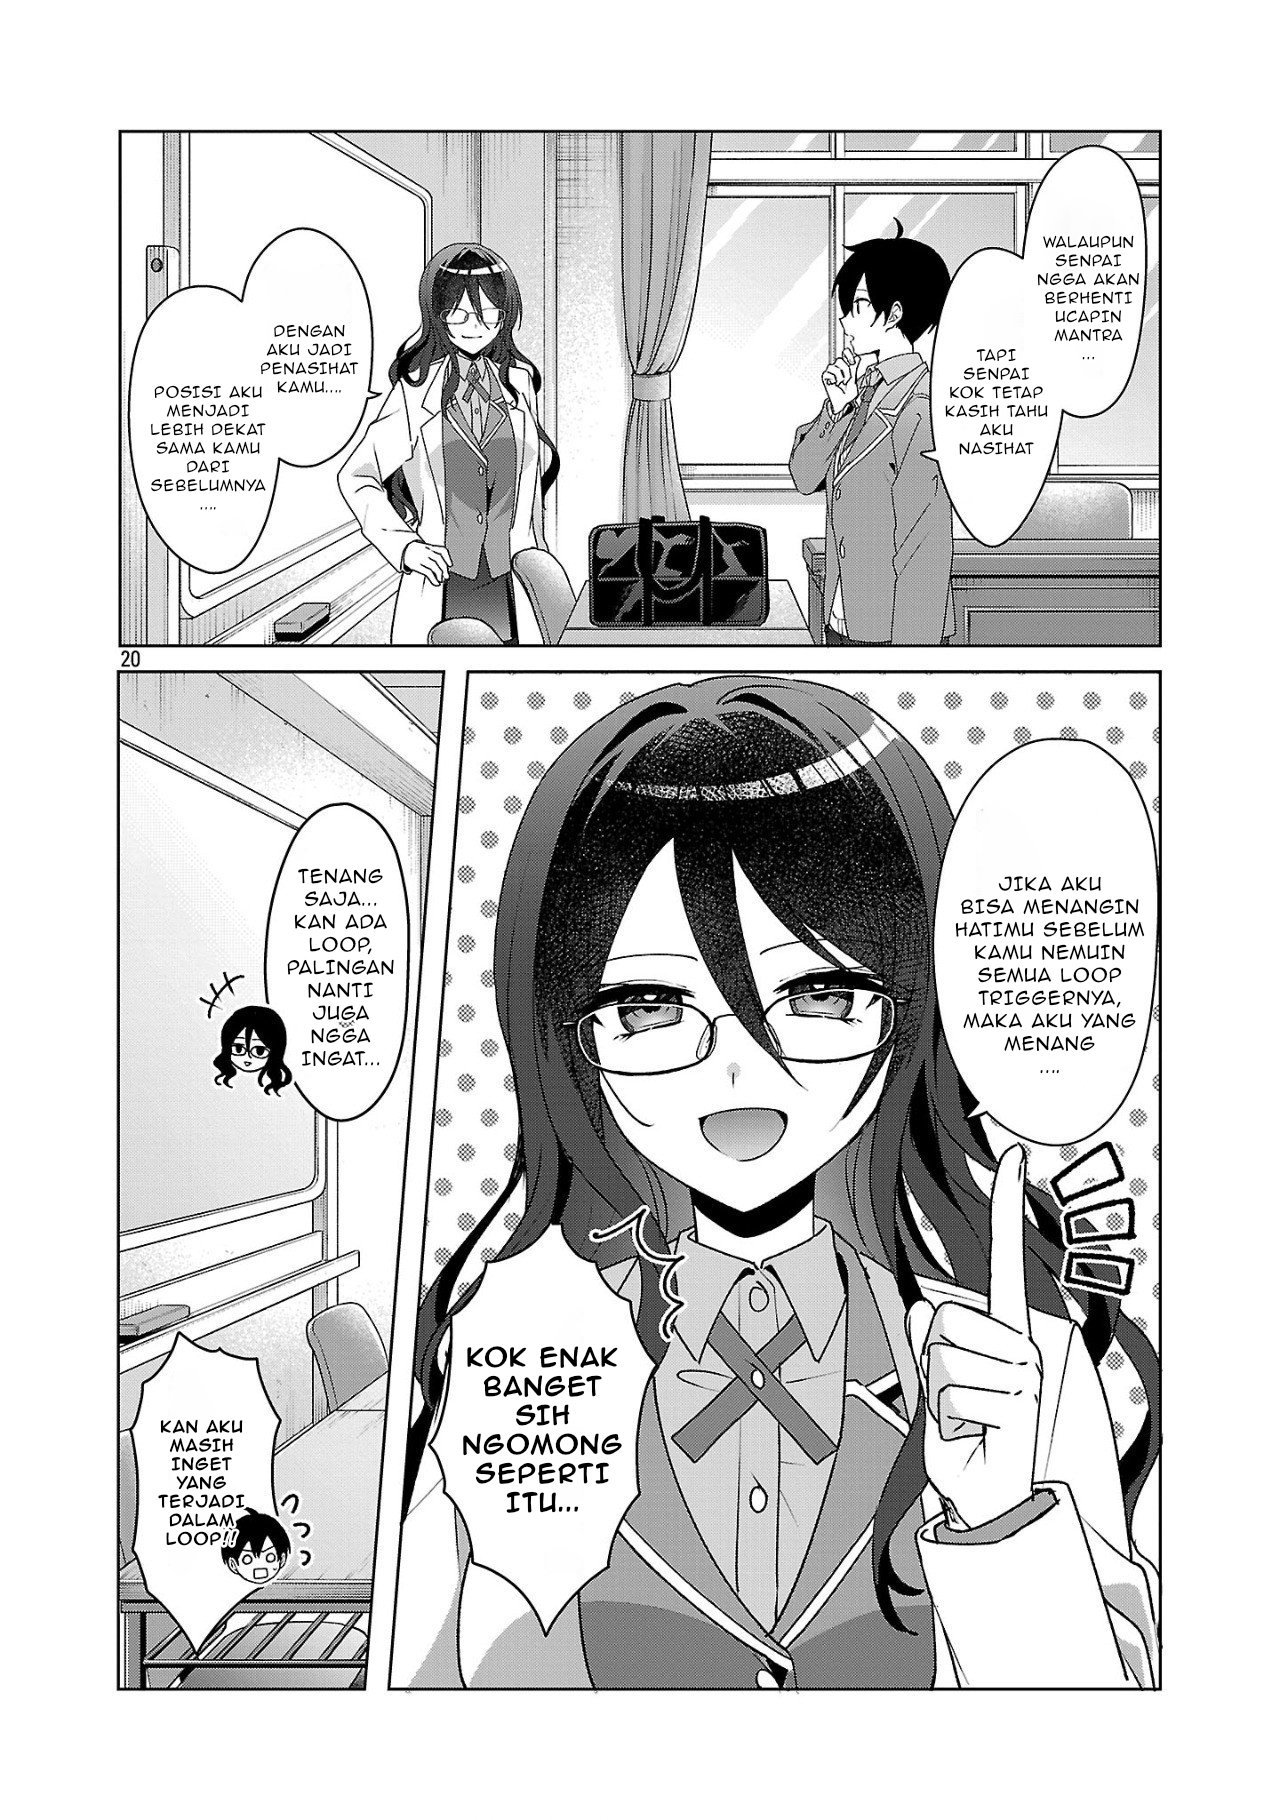 WALAUPUN
SENPAI
NGGA AKAN
BERHENTI
UCAPIN
MANTRA
...
TAPI
SENPAI
KOK TETAP
KASIH TAHU
AKU
NASIHAT
DENGAN
AKU JADI
PENASIHAT
KAMU....
POSISI AKU
MENJADI
LEBIH DEKAT
SAMA KAMU
DARI
SEBELUMNYA
....
20
JIKA AKU
BISA MENANGIN
HATIMU SEBELUM
KAMU NEMUIN
SEMUA LOOP
TRIGGERNYA,
MAKA AKU YANG
MENANG
....
KOK ENAK
BANGET
SIH
NGOMONG
SEPERTI
ITU...
TENANG
SAJA...
KAN ADA
LOOP,
PALINGAN
NANTI
JUGA
NGGA
INGAT...
KAN AKU
MASIH
INGET
YANG
TERJADI
DALAM
LOOP!!